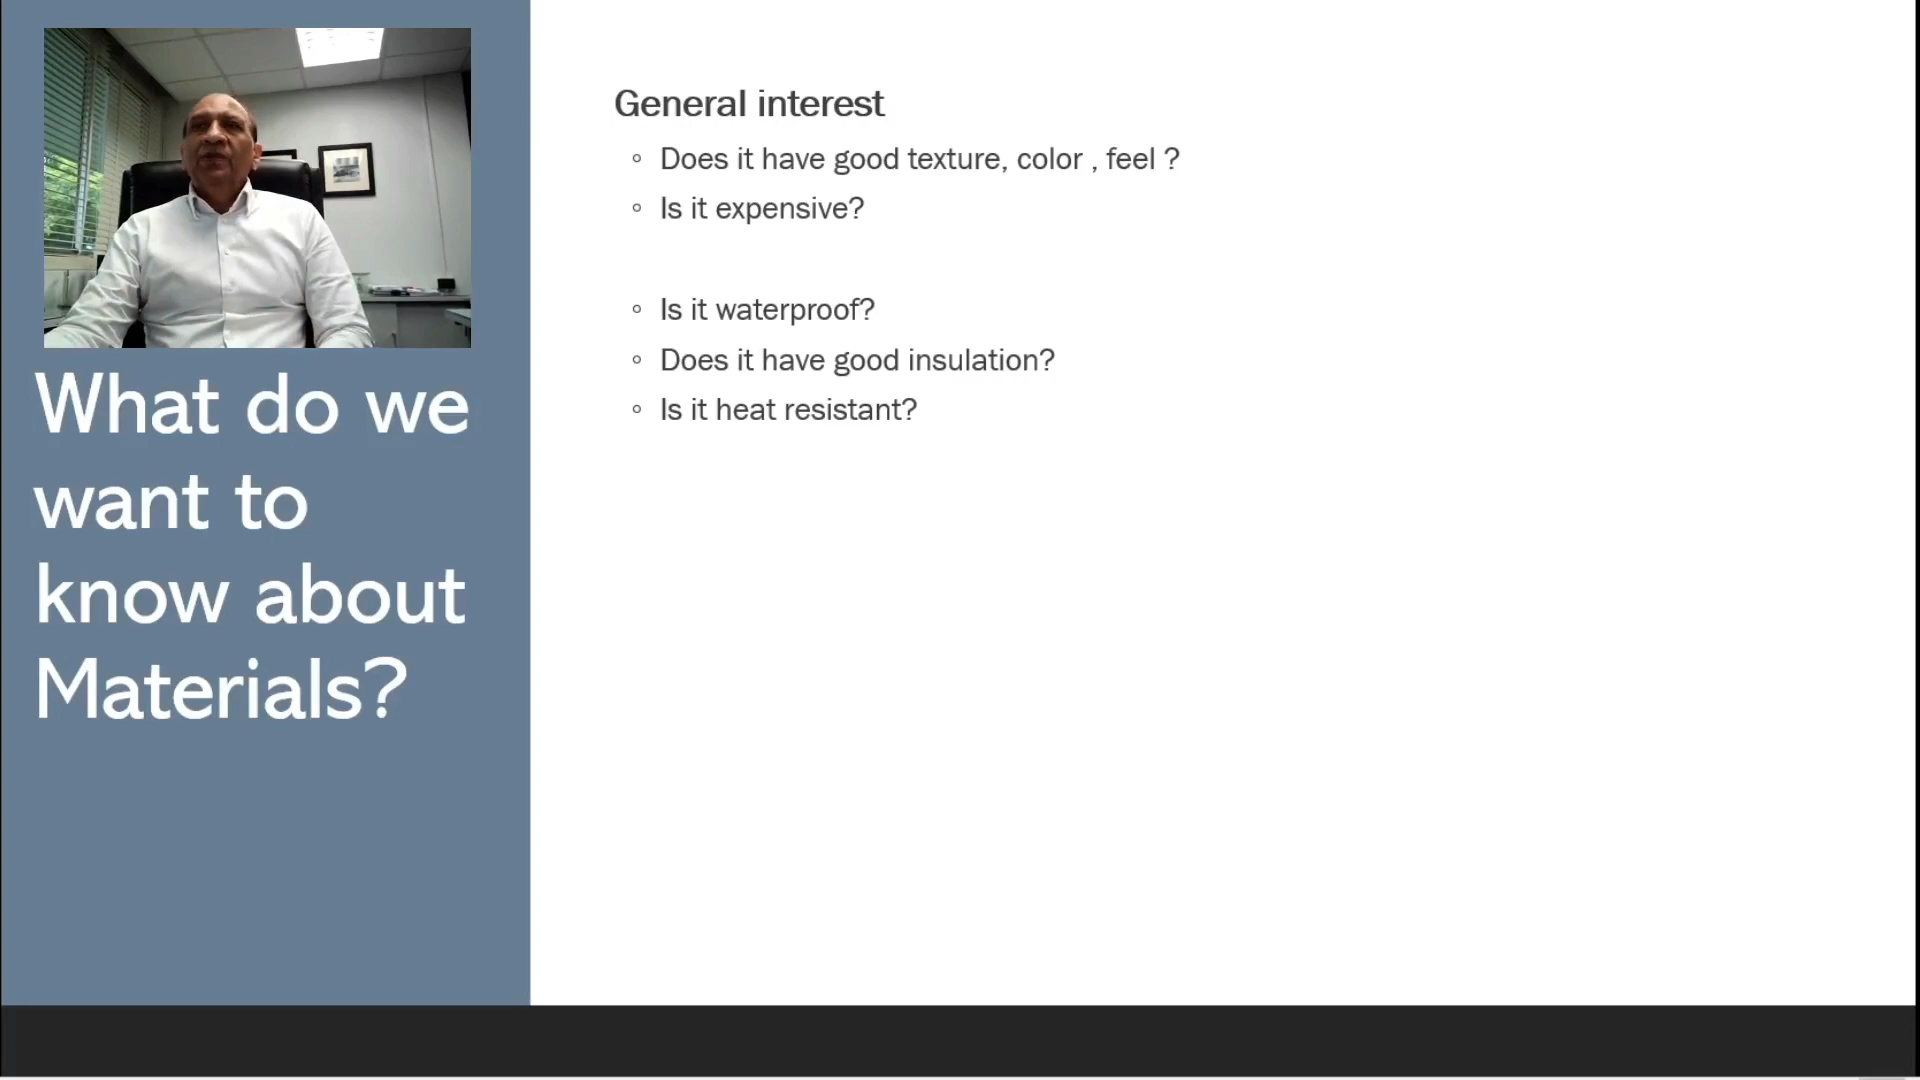 What do we
want to
know about
Materials?
General interest
◦ Does it have good texture, color , feel ?
◦ Is it expensive?
◦ Is it waterproof?
◦ Does it have good insulation?
◦ Is it heat resistant?